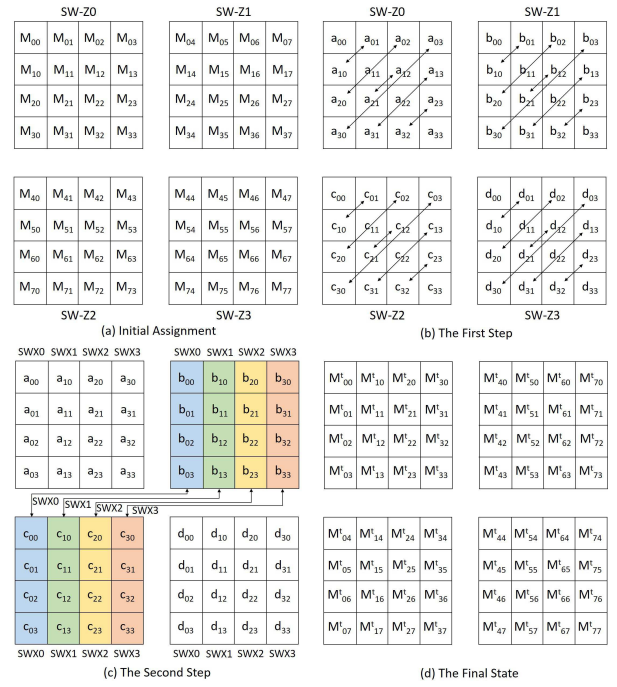 SW-Z0 SW-Z1 SW-Z0 SW-Z1
M00 M01 M02 M03 M04 M05 M06 M07 a00 a01 a02 a03 b00 b01 b02 b03
M10 M11 M12 M13 M14 M15 M16 M17 a10 a11 a12 a13 b10 b11 b12 b13
M20 M21 M22 M23 M24 M25 M26 M27 a20 a21 a22 a23 b20 b21 b22 b23
M30 M31 M32 M33 M34 M35 M36 M37 a30 a31 a32 a33 b30 b31 b32 b33
M40 M41 M42 M43 M44 M45 M46 M47 c00 c01 c02 c03 d00 d01 d02 d03
M50 M51 M52 M53 M54 M55 M56 M57 c10 c11 c12 c13 d10 d11 d12 d13
M60 M61 M62 M63 M64 M65 M66 M67 c20 c21 c22 c23 d20 d21 d22 d23
M70 M71 M72 M73 M74 M75 M76 M77 c30 c31 c32 c33 d30 d31 d32 d33
SW-Z2 SW-Z3 SW-Z2 SW-Z3
(a) Initial Assignment (b) The First Step
SWX0 SWX1 SWX2 SWX3 SWX0 SWX1 SWX2 SWX3
a00 a10 a20 a30 b00 b10 b20 b30 Mt00 Mt10 Mt20 Mt30 Mt40 Mt50 Mt60 Mt70
a01 a11 a21 a31 b01 b11 b21 b31 Mt01 Mt11 Mt21 Mt31 Mt41 Mt51 Mt61 Mt71
a02 a12 a22 a32 b02 b12 b22 b32 Mt02 Mt12 Mt22 Mt32 Mt42 Mt52 Mt62 Mt72
a03 a13 a23 a33 b03 b13 b23 b33 Mt03 Mt13 Mt23 Mt33 Mt43 Mt53 Mt63 Mt73
SWX0 SWX1 SWX2 SWX3
c00 c10 c20 c30 d00 d10 d20 d30 Mt04 Mt14 Mt24 Mt34 Mt44 Mt54 Mt64 Mt74
c01 c11 c21 c31 d01 d11 d21 d31 Mt05 Mt15 Mt25 Mt35 Mt45 Mt55 Mt65 Mt75
c02 c12 c22 c32 d02 d12 d22 d32 Mt06 Mt16 Mt26 Mt36 Mt46 Mt56 Mt66 Mt76
c03 c13 c23 c33 d03 d13 d23 d33 Mt07 Mt17 Mt27 Mt37 Mt47 Mt57 Mt67 Mt77
SWX0 SWX1 SWX2 SWX3 SWX0 SWX1 SWX2 SWX3
(c) The Second Step (d) The Final State